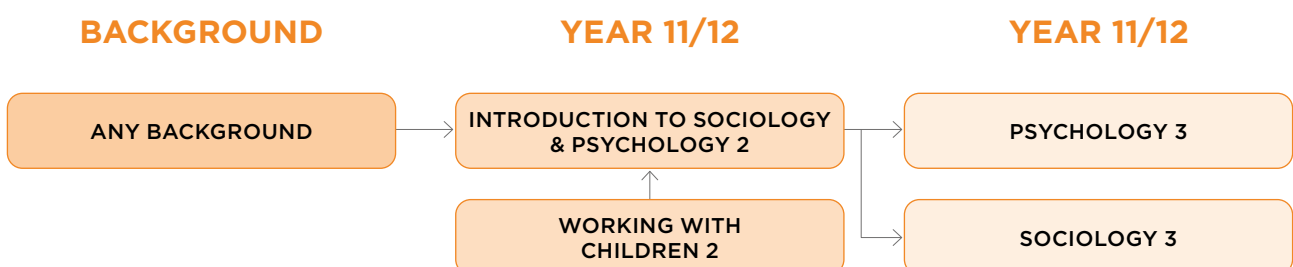 BACKGROUND
YEAR 11/12
YEAR 11/12
ANY BACKGROUND
INTRODUCTION TO SOCIOLOGY
& PSYCHOLOGY 2
PSYCHOLOGY 3
WORKING WITH
CHILDREN 2
SOCIOLOGY 3